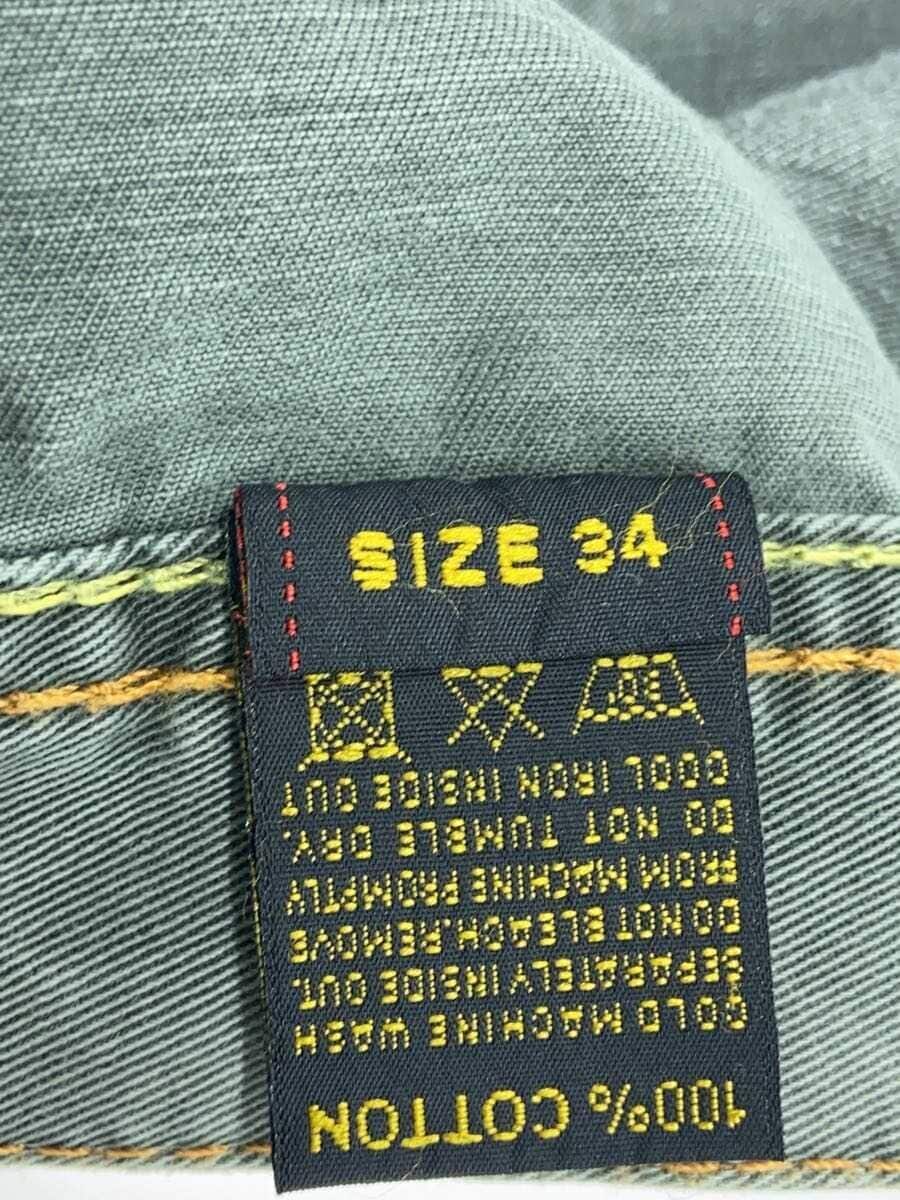 SIZE 34
100% COTTON
COLD MACHINE WASH
SEPARATELY INSIDE OUT.
DO NOT BLEACH.REMOVE
FROM MACHINE PROMPTLY
DO NOT TUMBLE DRY.
COOL IRON INSIDE OUT